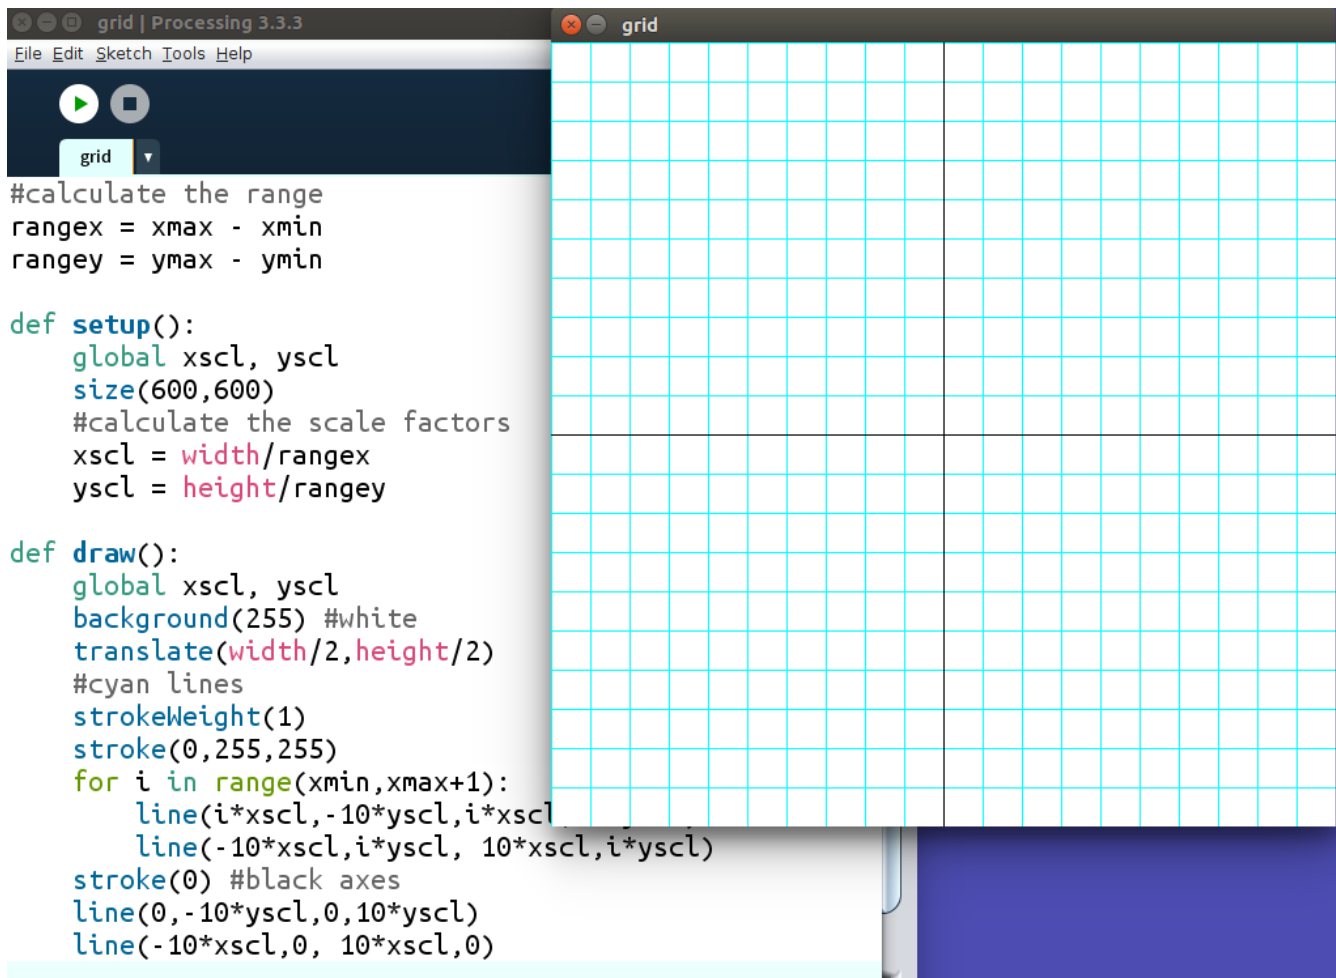 grid | Processing 3.3.3
File Edit Sketch Tools Help
grid
#calculate the range
rangex = xmax - xmin
rangey = ymax - ymin
def setup():
    global xscl, yscl
    size(600,600)
    #calculate the scale factors
    xscl = width/rangex
    yscl = height/rangey
def draw():
    global xscl, yscl
    background(255) #white
    translate(width/2,height/2)
    #cyan lines
    strokeWeight(1)
    stroke(0,255,255)
    for i in range(xmin,xmax+1):
        line(i*xscl,-10*yscl,i*xscl
        line(-10*xscl,i*yscl, 10*xscl,i*yscl)
    stroke(0) #black axes
    line(0,-10*yscl,0,10*yscl)
    line(-10*xscl,0, 10*xscl,0)
grid